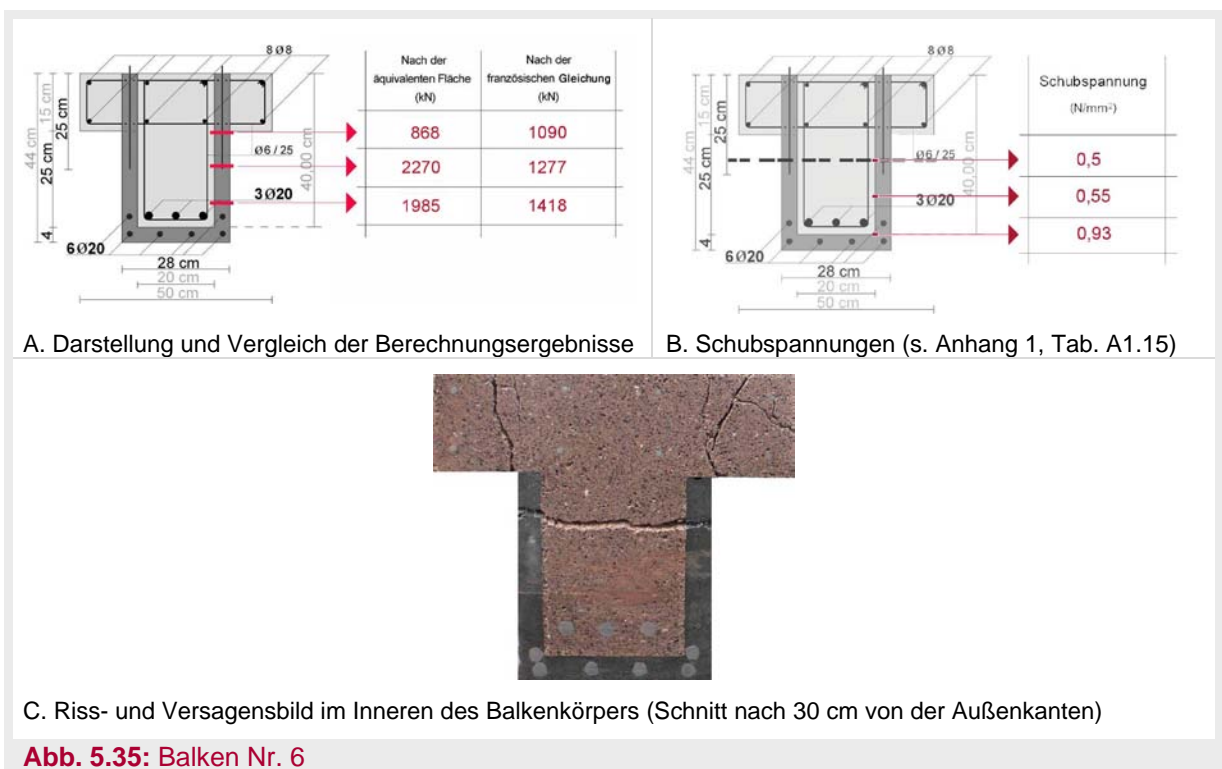 8Ø8
44 cm
15 cm
25 cm
25 cm
4
40,00 cm
Ø6 / 25
3Ø20
6Ø20
28 cm
20 cm
50 cm
Nach der
äquivalenten Fläche
(kN)
Nach der
französischen Gleichung
(kN)
868 1090
2270 1277
1985 1418
A. Darstellung und Vergleich der Berechnungsergebnisse
8Ø8
44 cm
15 cm
25 cm
25 cm
4
40,00 cm
Ø6 / 25
3Ø20
6Ø20
28 cm
20 cm
50 cm
Schubspannung
(N/mm²)
0,5
0,55
0,93
B. Schubspannungen (s. Anhang 1, Tab. A1.15)
C. Riss- und Versagensbild im Inneren des Balkenkörpers (Schnitt nach 30 cm von der Außenkanten)
Abb. 5.35: Balken Nr. 6